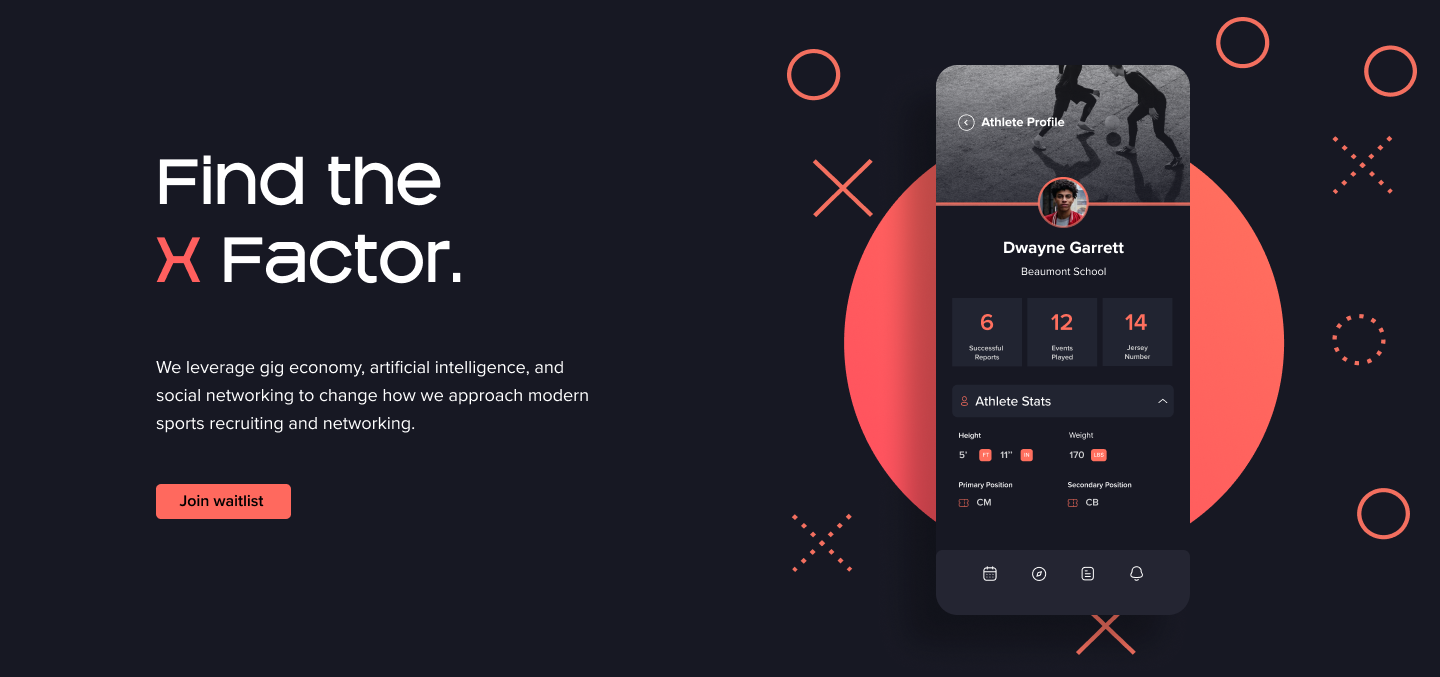 Find the
X Factor.
We leverage gig economy, artificial intelligence, and
social networking to change how we approach modern
sports recruiting and networking.
Join waitlist
Athlete Profile
Dwayne Garrett
Beaumont School
6
Successful
Reports
12
Events
Played
14
Jersey
Number
Athlete Stats
Height
Weight
5' FT 11" IN
170 LBS
Primary Position
Secondary Position
CM
CB